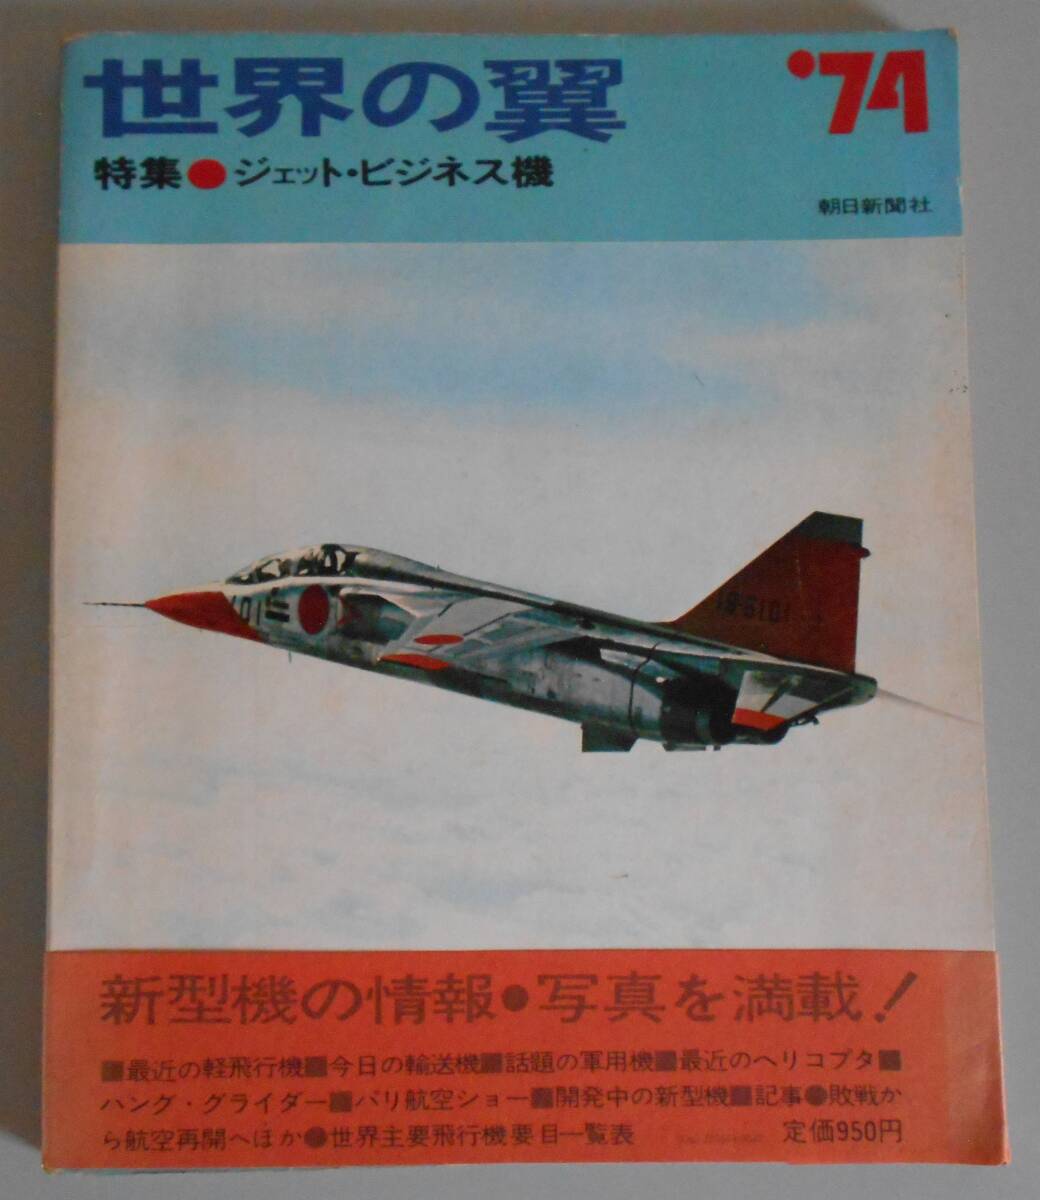 世界の翼 '74
特集●ジェット・ビジネス機
朝日新聞社
401
19-5101
新型機の情報●写真を満載!
■最近の軽飛行機■今日の輸送機■話題の軍用機■最近のヘリコプタ■
ハング・グライダー■パリ航空ショー■開発中の新型機■記事●敗戦か
ら航空再開へほか●世界主要飛行機要目一覧表
定価950円